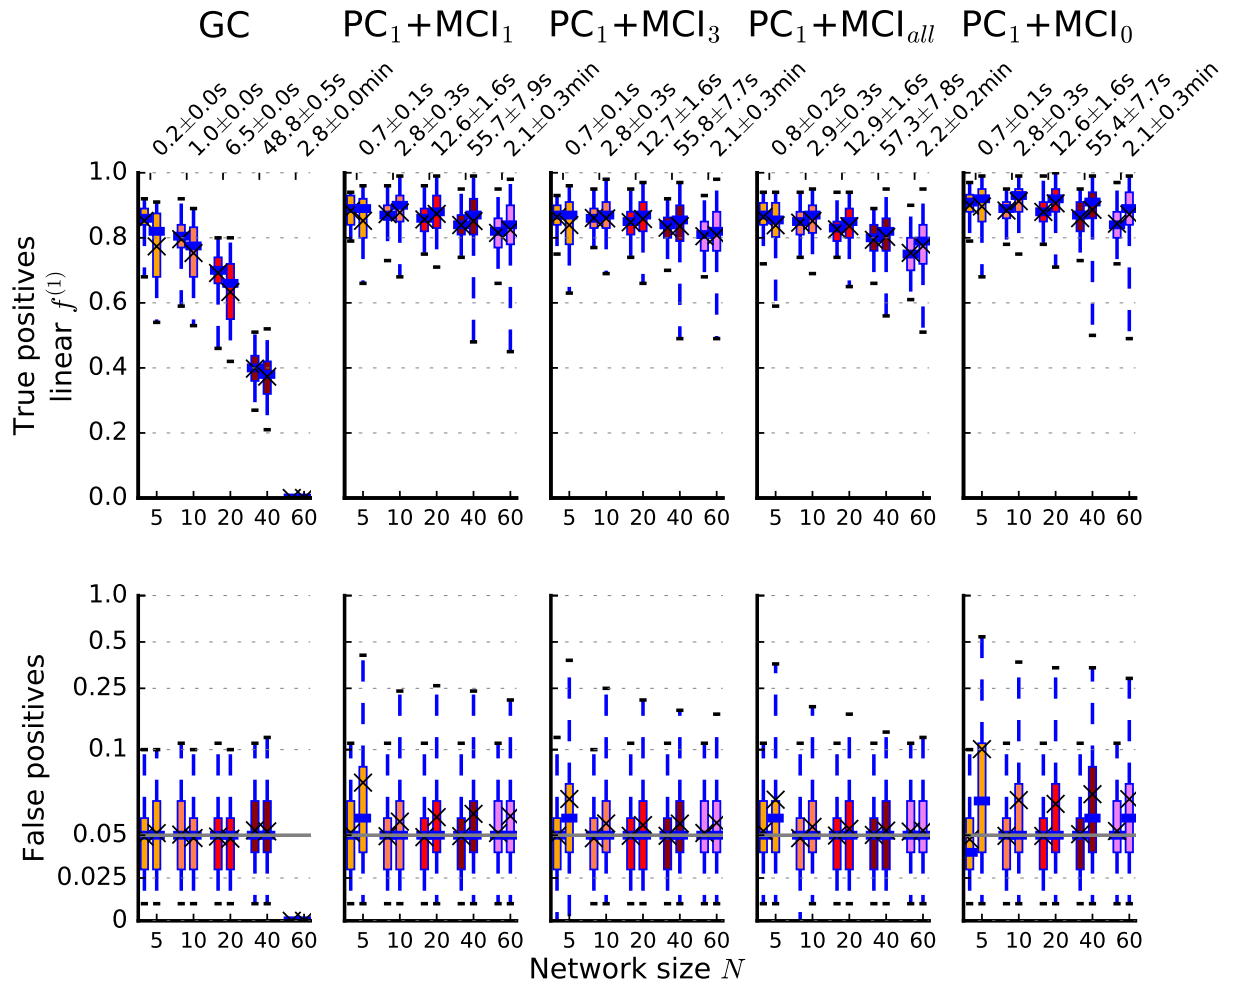 GC PC₁+MCI₁ PC₁+MCI₃ PC₁+MCI_all PC₁+MCI₀
0.2±0.0s 1.0±0.0s 6.5±0.0s 48.8±0.5s 2.8±0.0min
0.7±0.1s 2.8±0.3s 12.6±1.6s 55.7±7.9s 2.1±0.3min
0.7±0.1s 2.8±0.3s 12.7±1.6s 55.8±7.7s 2.1±0.3min
0.8±0.2s 2.9±0.3s 12.9±1.6s 57.3±7.8s 2.2±0.2min
0.7±0.1s 2.8±0.3s 12.6±1.6s 55.4±7.7s 2.1±0.3min
True positives
linear f⁽¹⁾
1.0
0.8
0.6
0.4
0.2
0.0
5 10 20 40 60 5 10 20 40 60 5 10 20 40 60 5 10 20 40 60 5 10 20 40 60
False positives
1.0
0.5
0.25
0.1
0.05
0.025
0
5 10 20 40 60 5 10 20 40 60 5 10 20 40 60 5 10 20 40 60 5 10 20 40 60
Network size N